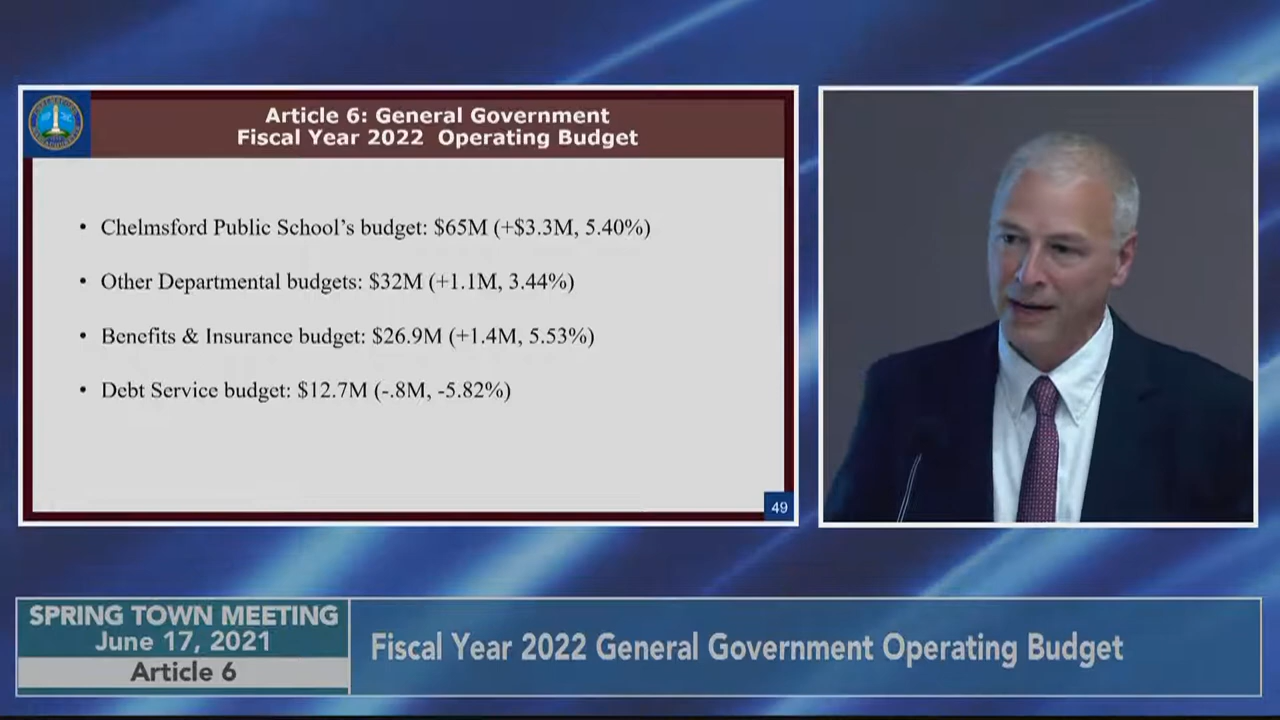 Article 6: General Government
Fiscal Year 2022 Operating Budget
• Chelmsford Public School's budget: $65M (+$3.3M, 5.40%)
• Other Departmental budgets: $32M (+1.1M, 3.44%)
• Benefits & Insurance budget: $26.9M (+1.4M, 5.53%)
• Debt Service budget: $12.7M (-.8M, -5.82%)
49
SPRING TOWN MEETING
June 17, 2021
Article 6
Fiscal Year 2022 General Government Operating Budget